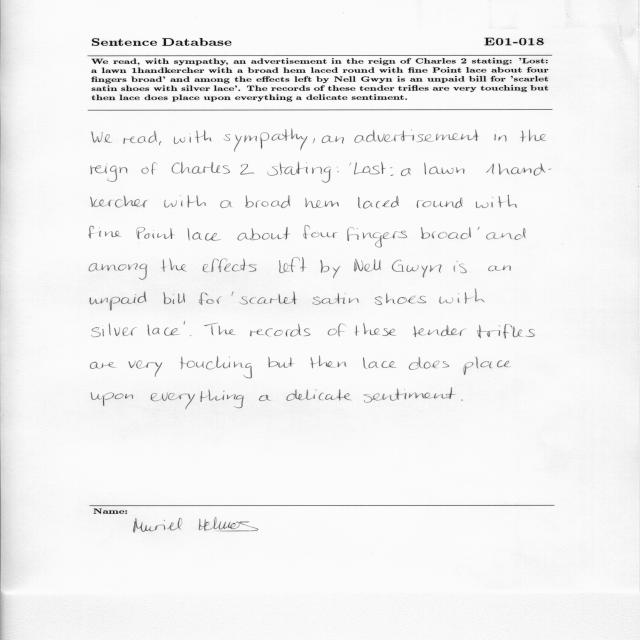 Sentence Database E01-018
We read, with sympathy, an advertisement in the reign of Charles 2 stating: 'Lost:
a lawn 1handkercher with a broad hem laced round with fine Point lace about four
fingers broad' and among the effects left by Nell Gwyn is an unpaid bill for 'scarlet
satin shoes with silver lace'. The records of these tender trifles are very touching but
then lace does place upon everything a delicate sentiment.
We read, with sympathy, an advertisement in the
reign of Charles 2 stating: 'Lost: a lawn 1hand-
kercher with a broad hem laced round with
fine Point lace about four fingers broad' and
among the effects left by Nell Gwyn is an
unpaid bill for 'scarlet satin shoes with
silver lace'. The records of these tender trifles
are very touching but then lace does place
upon everything a delicate sentiment.
Name:
Muriel